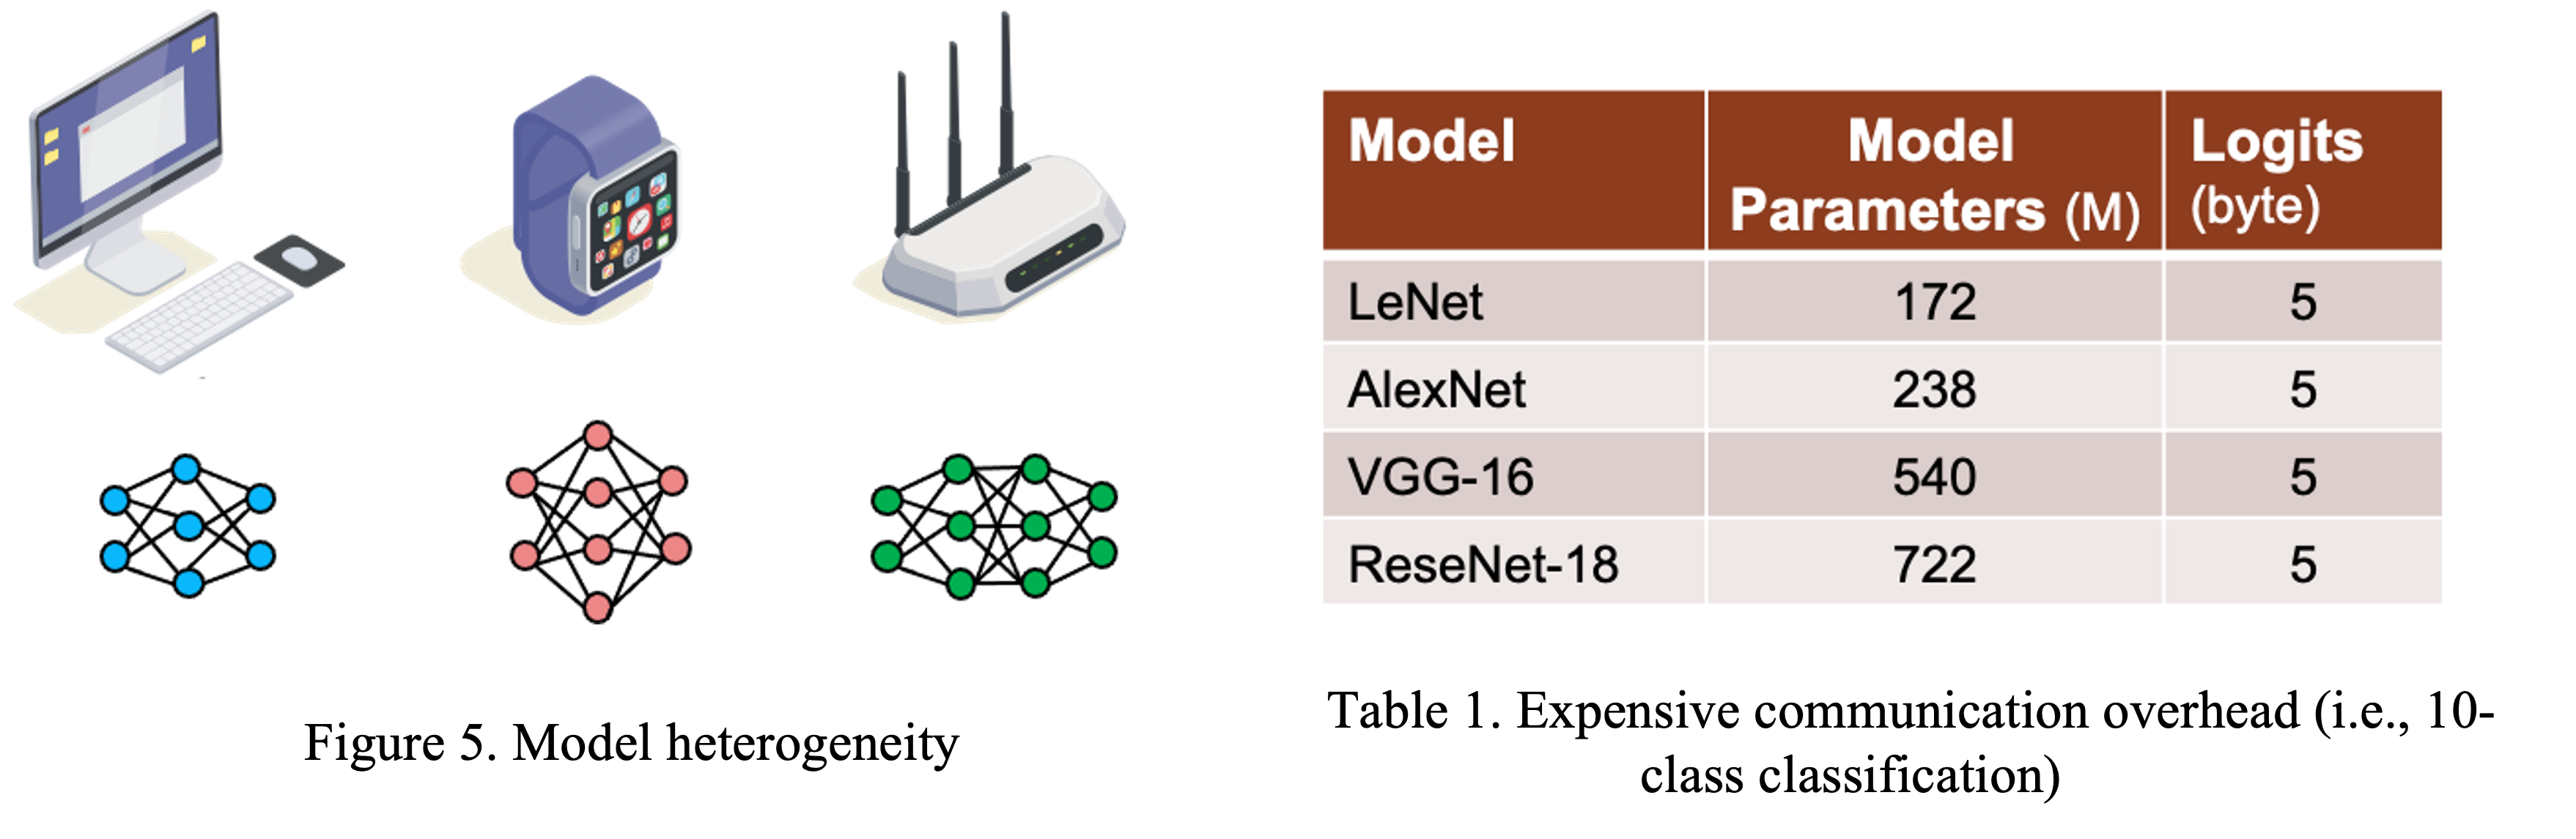 Model
Model
Parameters (M)
Logits
(byte)
LeNet
172
5
AlexNet
238
5
VGG-16
540
5
ReseNet-18
722
5
Figure 5. Model heterogeneity
Table 1. Expensive communication overhead (i.e., 10-
class classification)